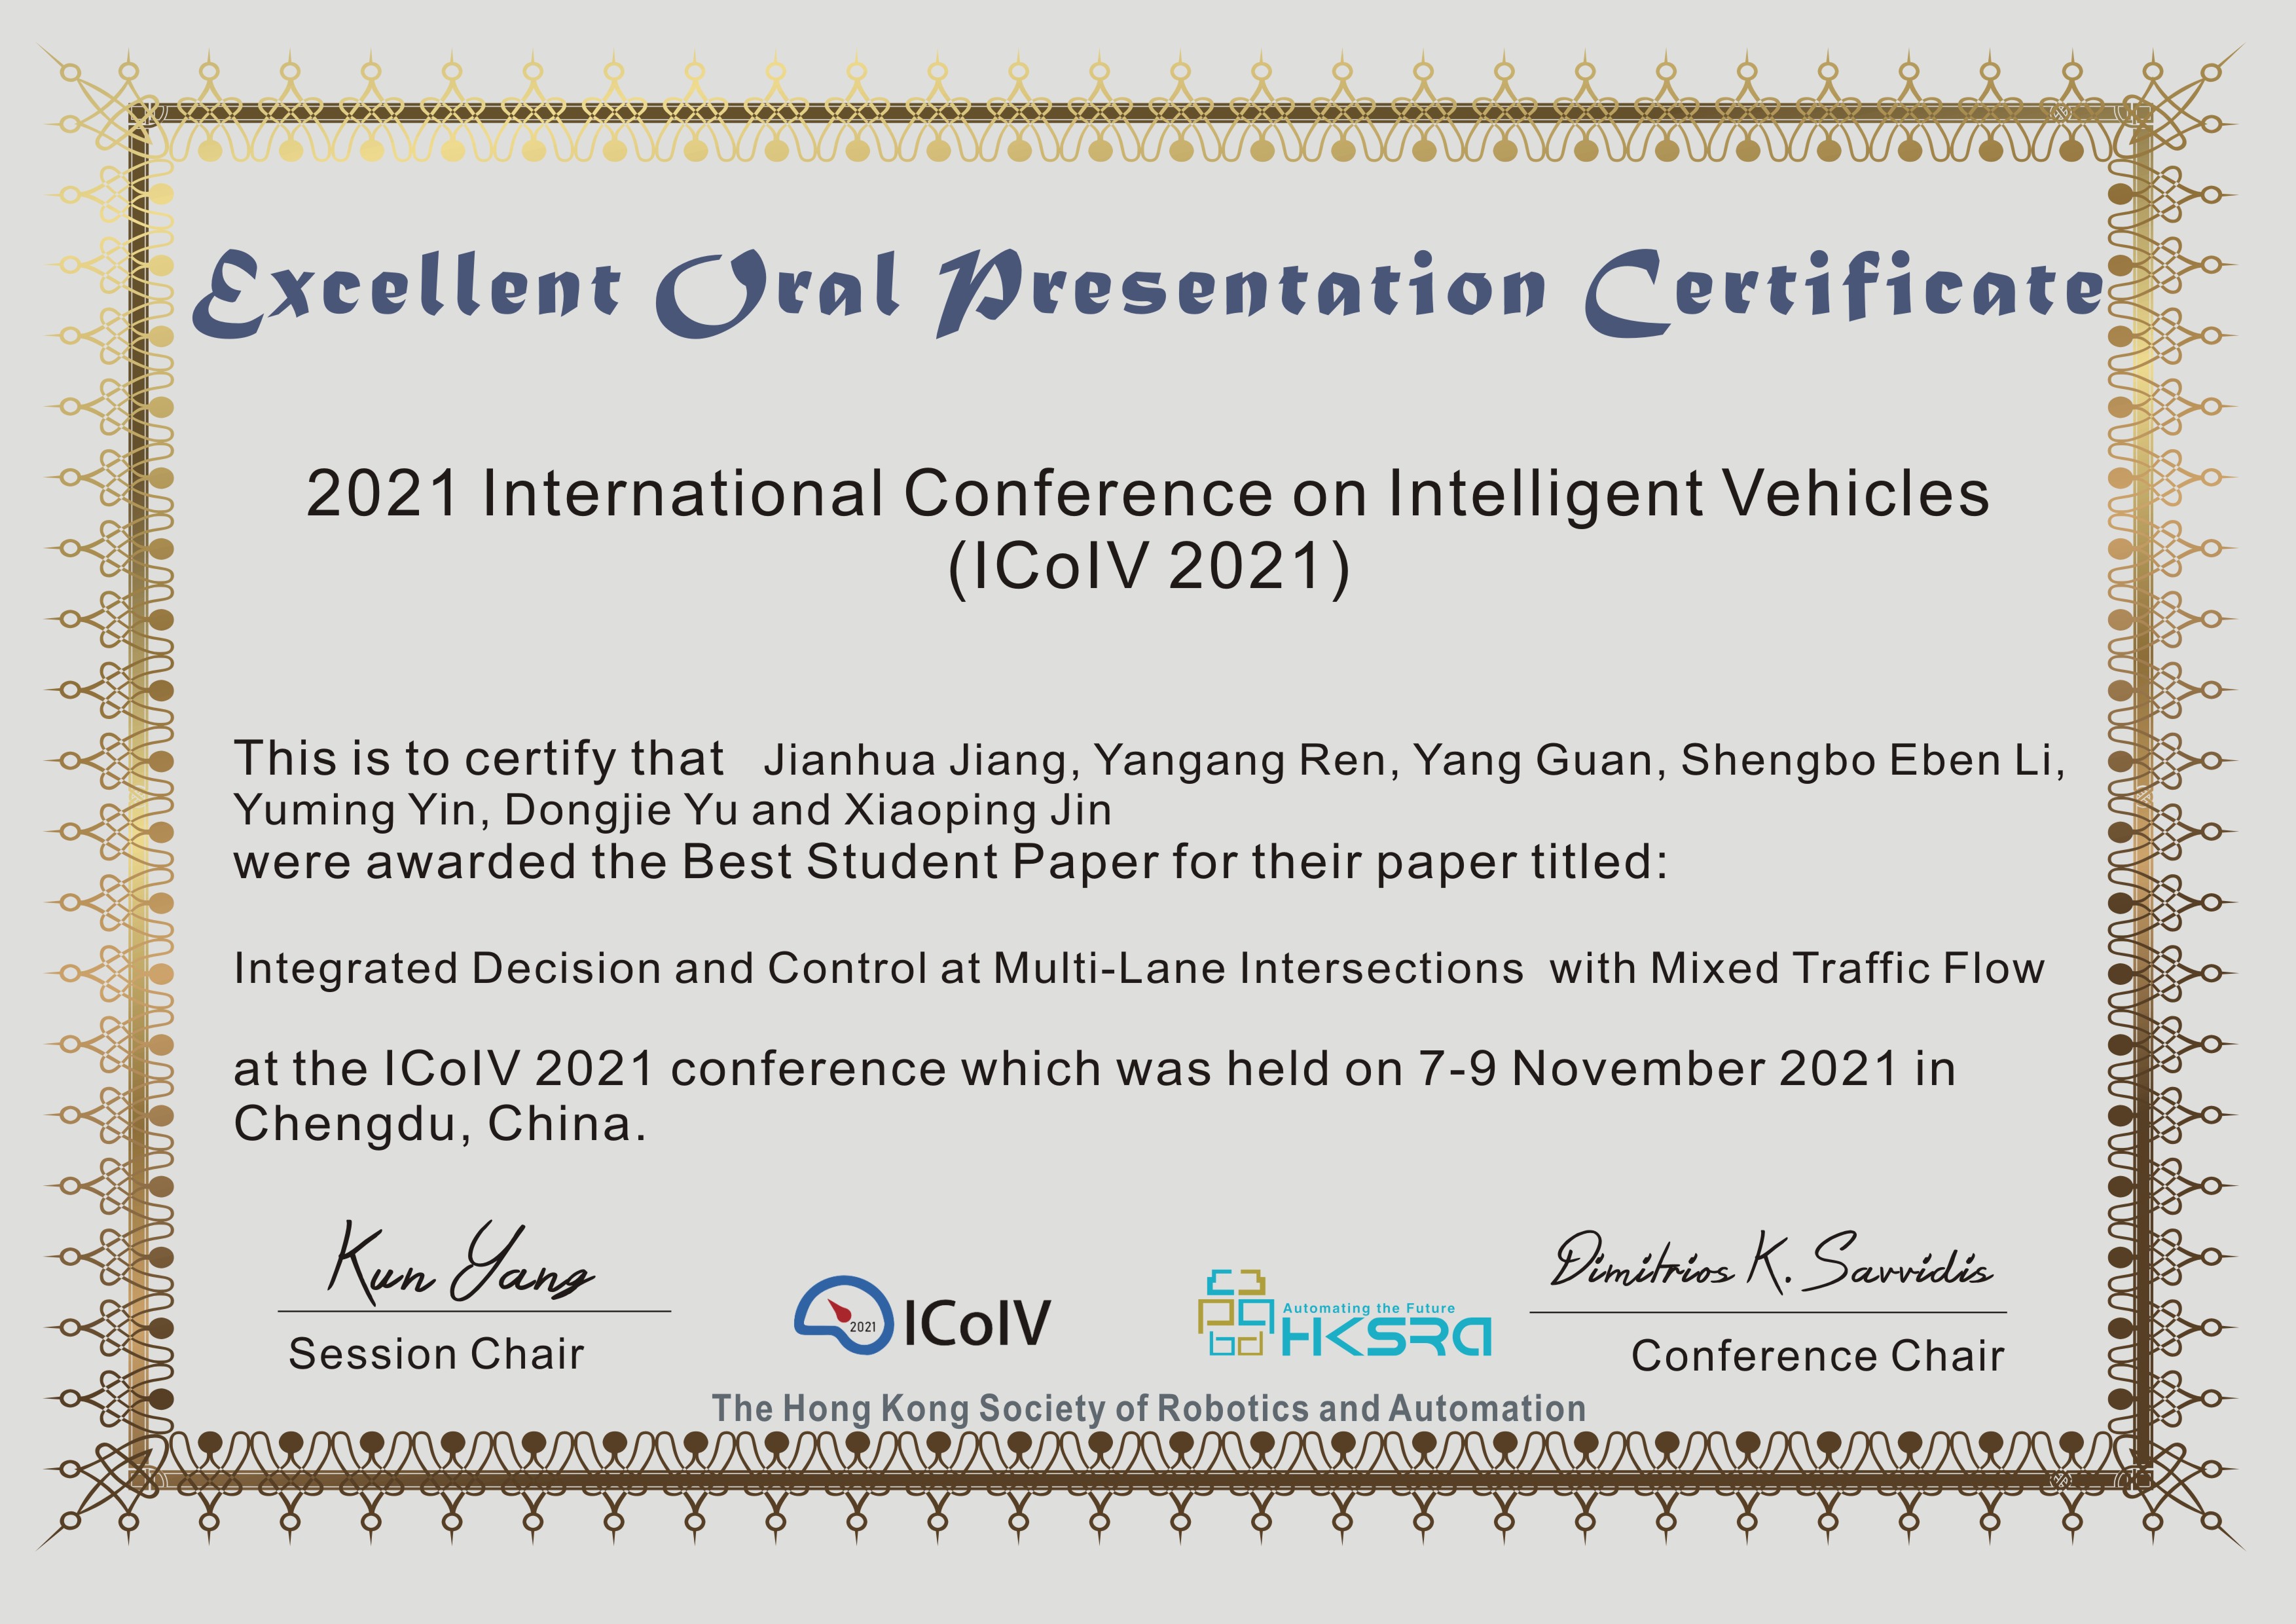 Excellent Oral Presentation Certificate
2021 International Conference on Intelligent Vehicles
(ICoIV 2021)
This is to certify that Jianhua Jiang, Yangang Ren, Yang Guan, Shengbo Eben Li,
Yuming Yin, Dongjie Yu and Xiaoping Jin
were awarded the Best Student Paper for their paper titled:
Integrated Decision and Control at Multi-Lane Intersections with Mixed Traffic Flow
at the ICoIV 2021 conference which was held on 7-9 November 2021 in
Chengdu, China.
Kun Yang
Session Chair
2021 ICoIV
Automating the Future
HKSRA
Dimitrios K. Savvidis
Conference Chair
The Hong Kong Society of Robotics and Automation